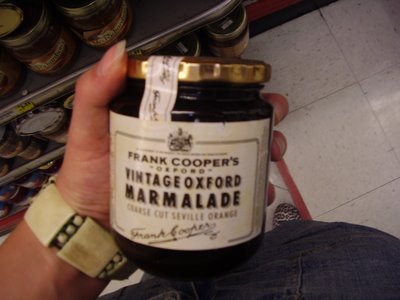 FRANK COOPER'S
"OXFORD"
VINTAGE OXFORD
MARMALADE
COARSE CUT SEVILLE ORANGE
Frank Cooper